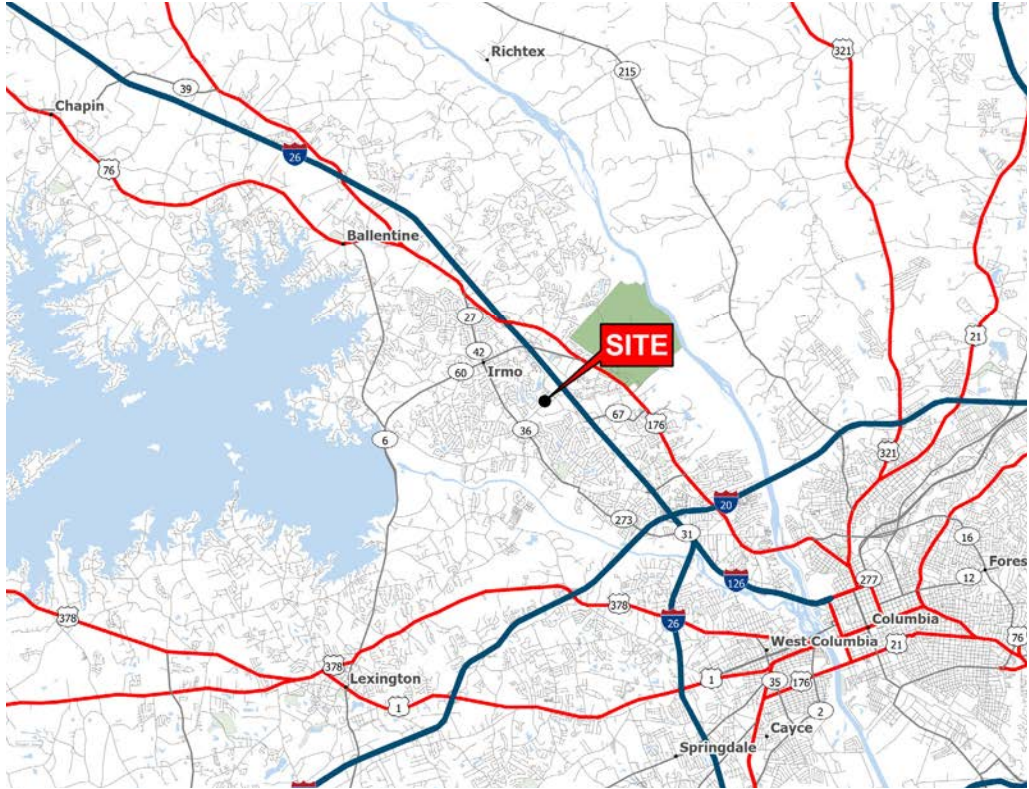 Richtex
321
215
39
Chapin
26
76
Ballentine
27
21
SITE
42
Irmo
60
67
176
36
6
321
20
273
31
16
Fores
12
126
277
378
378
26
Columbia
76
West Columbia
21
378
1
Lexington
35
176
1
2
Cayce
Springdale